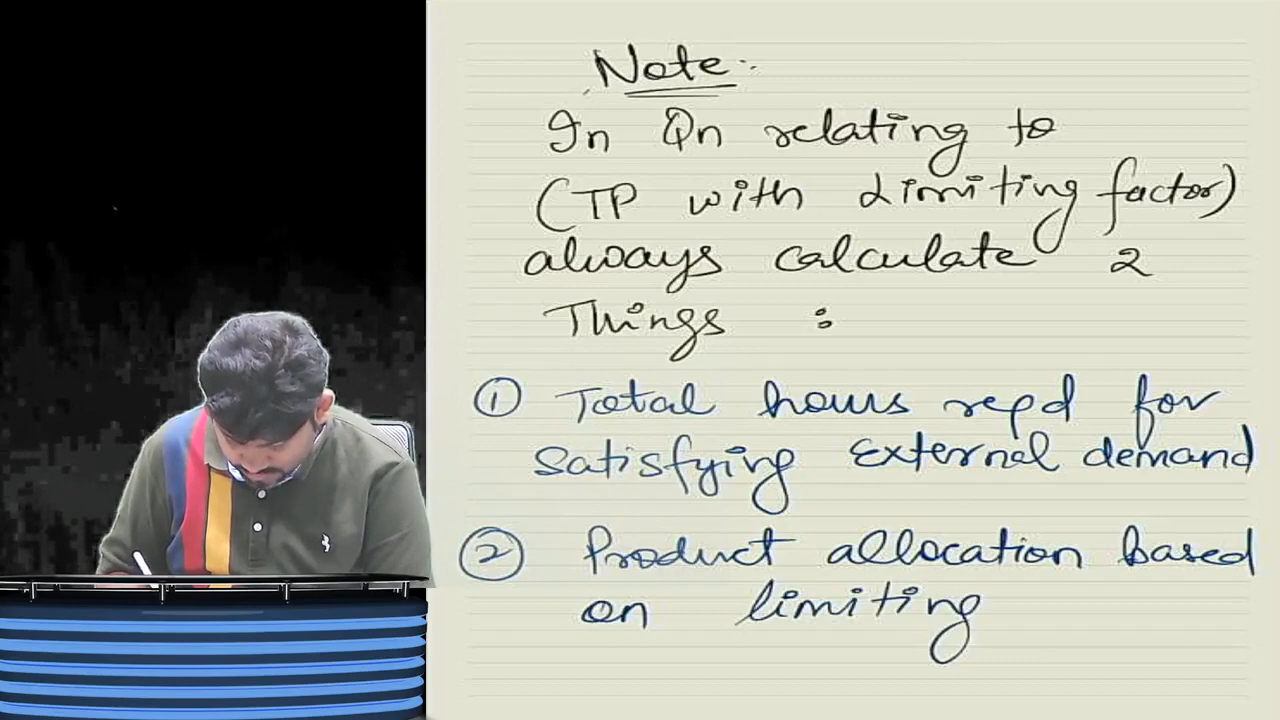 Note:
In Qn relating to
(TP with Limiting factor)
always calculate 2
Things :
① Total hours reqd for
satisfying External demand
② Product allocation based
on limiting